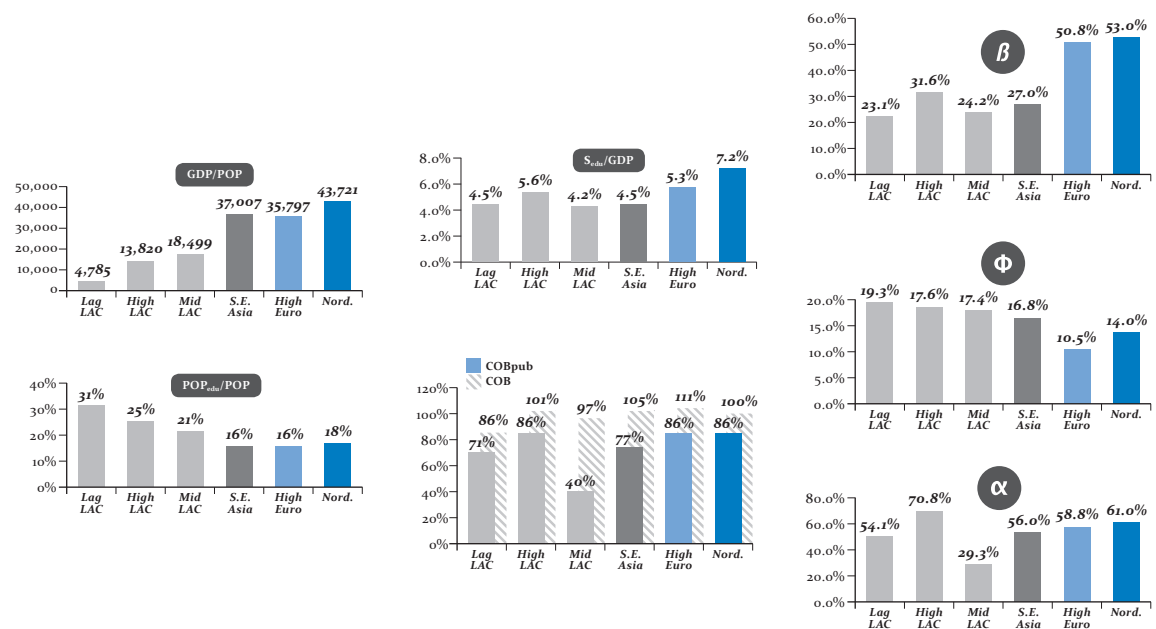 GDP/POP
50,000
40,000
30,000
20,000
10,000
0
4,785
13,820
18,499
37,007
35,797
43,721
Lag LAC
High LAC
Mid LAC
S.E. Asia
High Euro
Nord.
POPedu/POP
40%
30%
20%
10%
0%
31%
25%
21%
16%
16%
18%
Lag LAC
High LAC
Mid LAC
S.E. Asia
High Euro
Nord.
Sedu/GDP
8.0%
6.0%
4.0%
2.0%
0.0%
4.5%
5.6%
4.2%
4.5%
5.3%
7.2%
Lag LAC
High LAC
Mid LAC
S.E. Asia
High Euro
Nord.
COBpub
COB
120%
100%
80%
60%
40%
20%
0%
71%
86%
86%
101%
40%
97%
77%
105%
86%
111%
86%
100%
Lag LAC
High LAC
Mid LAC
S.E. Asia
High Euro
Nord.
ß
60.0%
50.0%
40.0%
30.0%
20.0%
10.0%
0.0%
23.1%
31.6%
24.2%
27.0%
50.8%
53.0%
Lag LAC
High LAC
Mid LAC
S.E. Asia
High Euro
Nord.
Φ
20.0%
15.0%
10.0%
5.0%
0.0%
19.3%
17.6%
17.4%
16.8%
10.5%
14.0%
Lag LAC
High LAC
Mid LAC
S.E. Asia
High Euro
Nord.
α
80.0%
60.0%
40.0%
20.0%
0.0%
54.1%
70.8%
29.3%
56.0%
58.8%
61.0%
Lag LAC
High LAC
Mid LAC
S.E. Asia
High Euro
Nord.